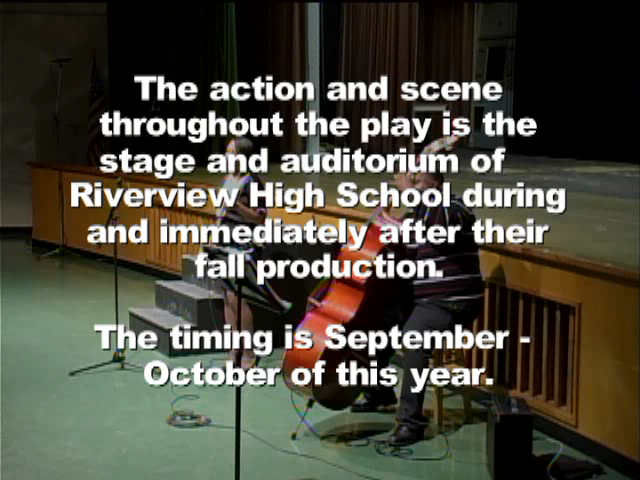 The action and scene
throughout the play is the
stage and auditorium of
Riverview High School during
and immediately after their
fall production.
The timing is September -
October of this year.